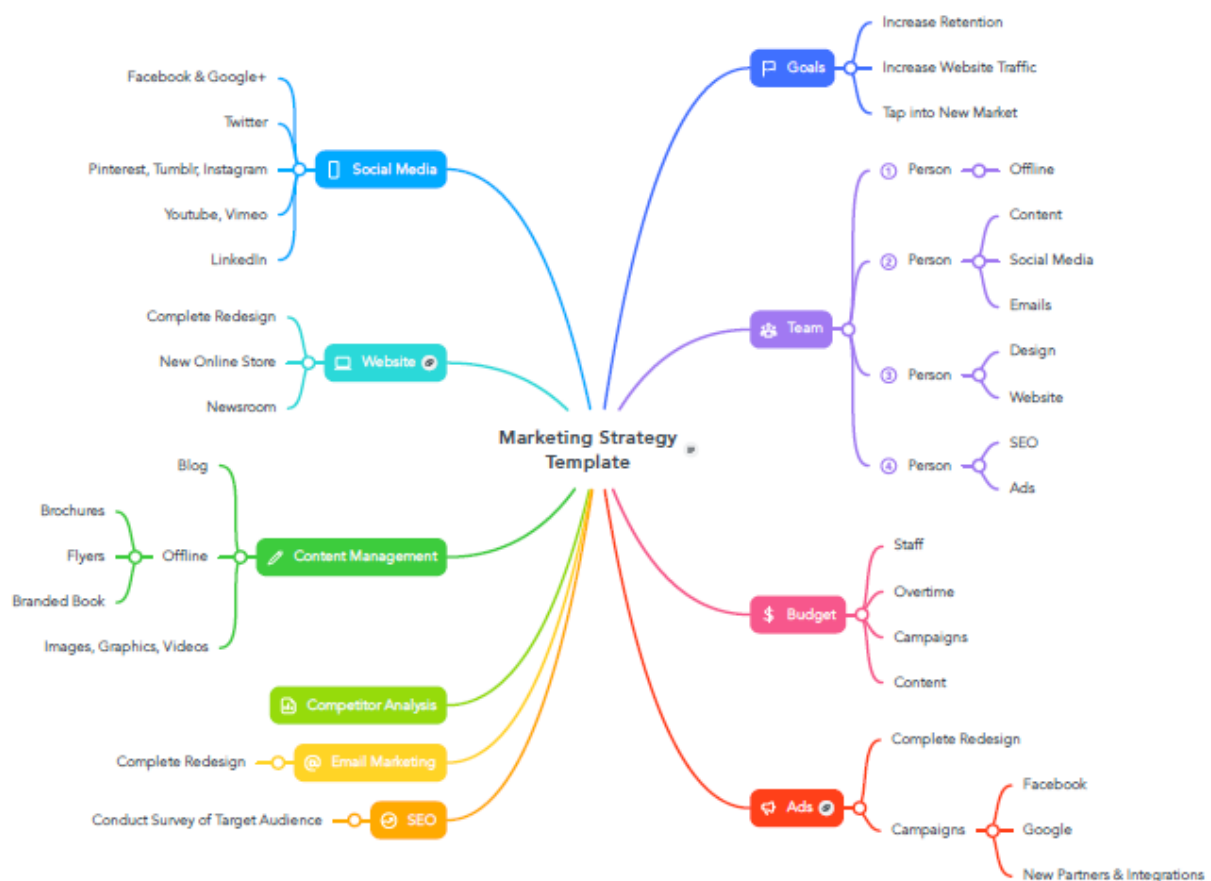 Marketing Strategy
Template
Goals
Increase Retention
Increase Website Traffic
Tap into New Market
Team
1 Person
Offline
2 Person
Content
Social Media
Emails
3 Person
Design
Website
4 Person
SEO
Ads
$ Budget
Staff
Overtime
Campaigns
Content
Ads
Complete Redesign
Campaigns
Facebook
Google
New Partners & Integrations
Social Media
Facebook & Google+
Twitter
Pinterest, Tumblr, Instagram
Youtube, Vimeo
LinkedIn
Website
Complete Redesign
New Online Store
Newsroom
Content Management
Blog
Offline
Brochures
Flyers
Branded Book
Images, Graphics, Videos
Competitor Analysis
@ Email Marketing
Complete Redesign
SEO
Conduct Survey of Target Audience